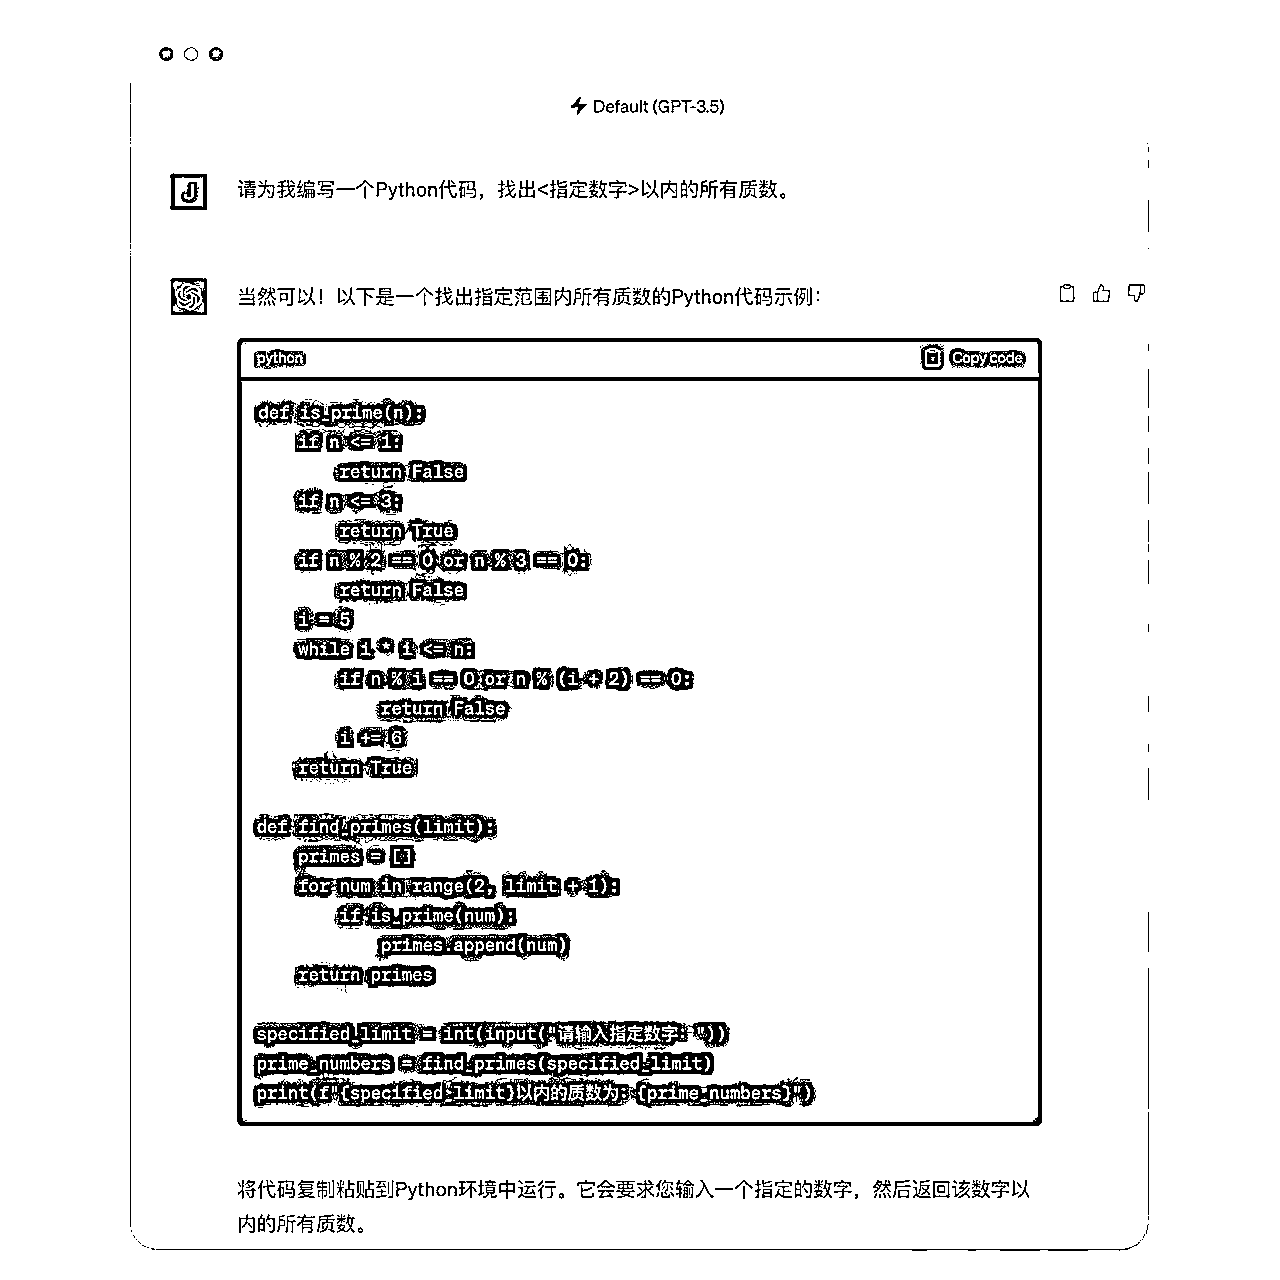 Default (GPT-3.5)
J
请为我编写一个Python代码，找出<指定数字>以内的所有质数。
当然可以！以下是一个找出指定范围内所有质数的Python代码示例：
python
Copy code
def is_prime(n):
    if n <= 1:
        return False
    if n <= 3:
        return True
    if n % 2 == 0 or n % 3 == 0:
        return False
    i = 5
    while i * i <= n:
        if n % i == 0 or n % (i + 2) == 0:
            return False
        i += 6
    return True
def find_primes(limit):
    primes = []
    for num in range(2, limit + 1):
        if is_prime(num):
            primes.append(num)
    return primes
specified_limit = int(input("请输入指定数字："))
prime_numbers = find_primes(specified_limit)
print(f"{specified_limit}以内的质数为：{prime_numbers}")
将代码复制粘贴到Python环境中运行。它会要求您输入一个指定的数字，然后返回该数字以
内的所有质数。